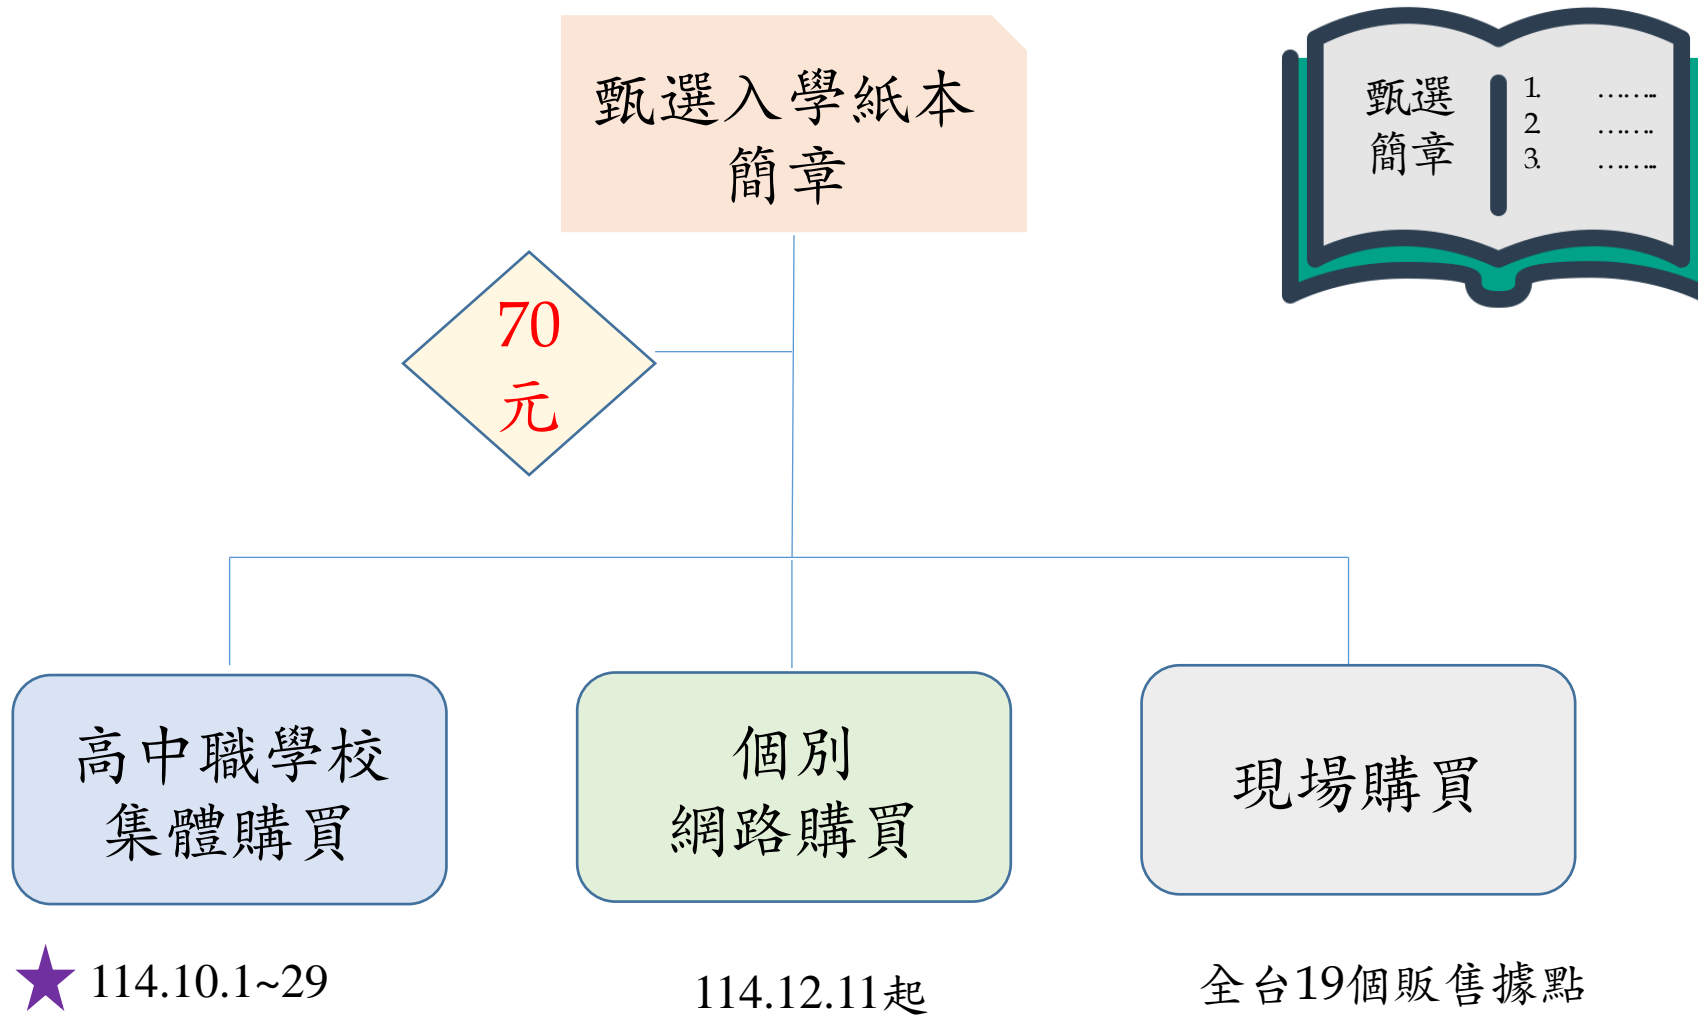 甄選入學紙本
簡章
甄選
簡章
1. ……..
2. …….
3. ……..
70
元
高中職學校
集體購買
個別
網路購買
現場購買
114.10.1~29
114.12.11起
全台19個販售據點